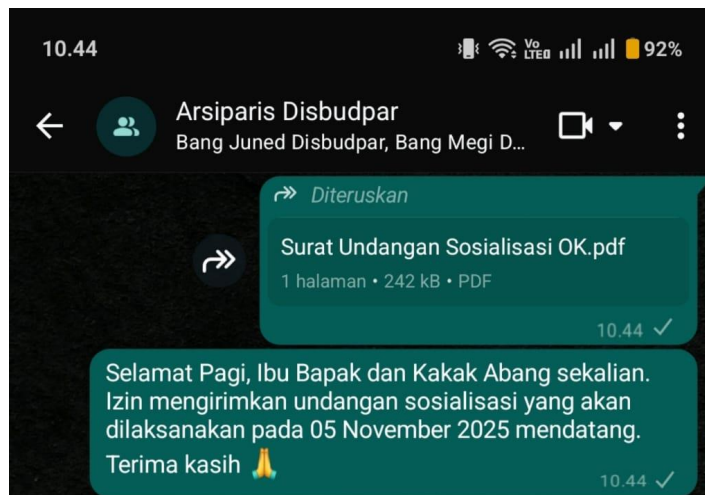 10.44
Vo
LTE 92%
Arsiparis Disbudpar
Bang Juned Disbudpar, Bang Megi D...
Diteruskan
Surat Undangan Sosialisasi OK.pdf
1 halaman • 242 kB • PDF
10.44
Selamat Pagi, Ibu Bapak dan Kakak Abang sekalian.
Izin mengirimkan undangan sosialisasi yang akan
dilaksanakan pada 05 November 2025 mendatang.
Terima kasih 🙏
10.44